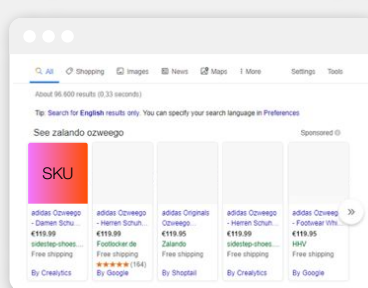 All Shopping Images News Maps More Settings Tools
About 96.600 results (0.33 seconds)
Tip: Search for English results only. You can specify your search language in Preferences
See zalando ozweego Sponsored
SKU
adidas Ozweego adidas Ozweego adidas Originals adidas Ozweego adidas Ozweego
- Damen Schu... - Herren Schuh... Ozweego... - Herren Schuh... - Footwear Whi...
€119.99 €119.99 €119.95 €119.99 €119.95
sidestep-shoes... Footlocker.de Zalando sidestep-shoes... HHV
Free shipping Free shipping Free shipping Free shipping Free shipping
(164)
By Crealytics By Google By Shoptail By Crealytics By Google